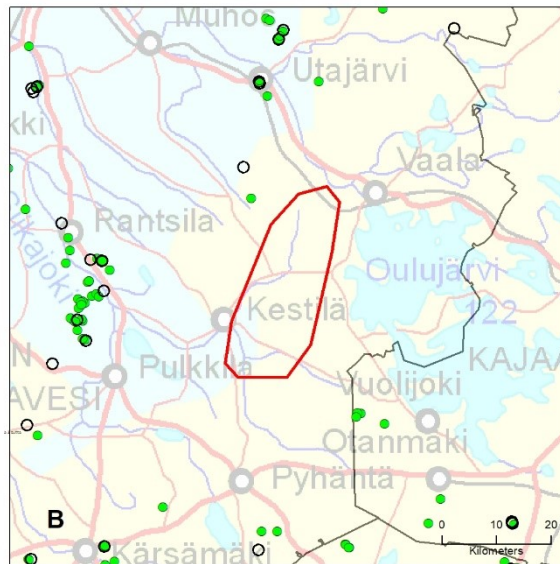 Muhos
Utajärvi
kki
Vaala
Rantsila
ikajoki
Oulujärvi
122
Kestilä
N
Pulkkila
AVESI
KAJAA
Vuolijoki
Otanmäki
Pyhäntä
B
0 10 20
Kilometers
Kärsämäki